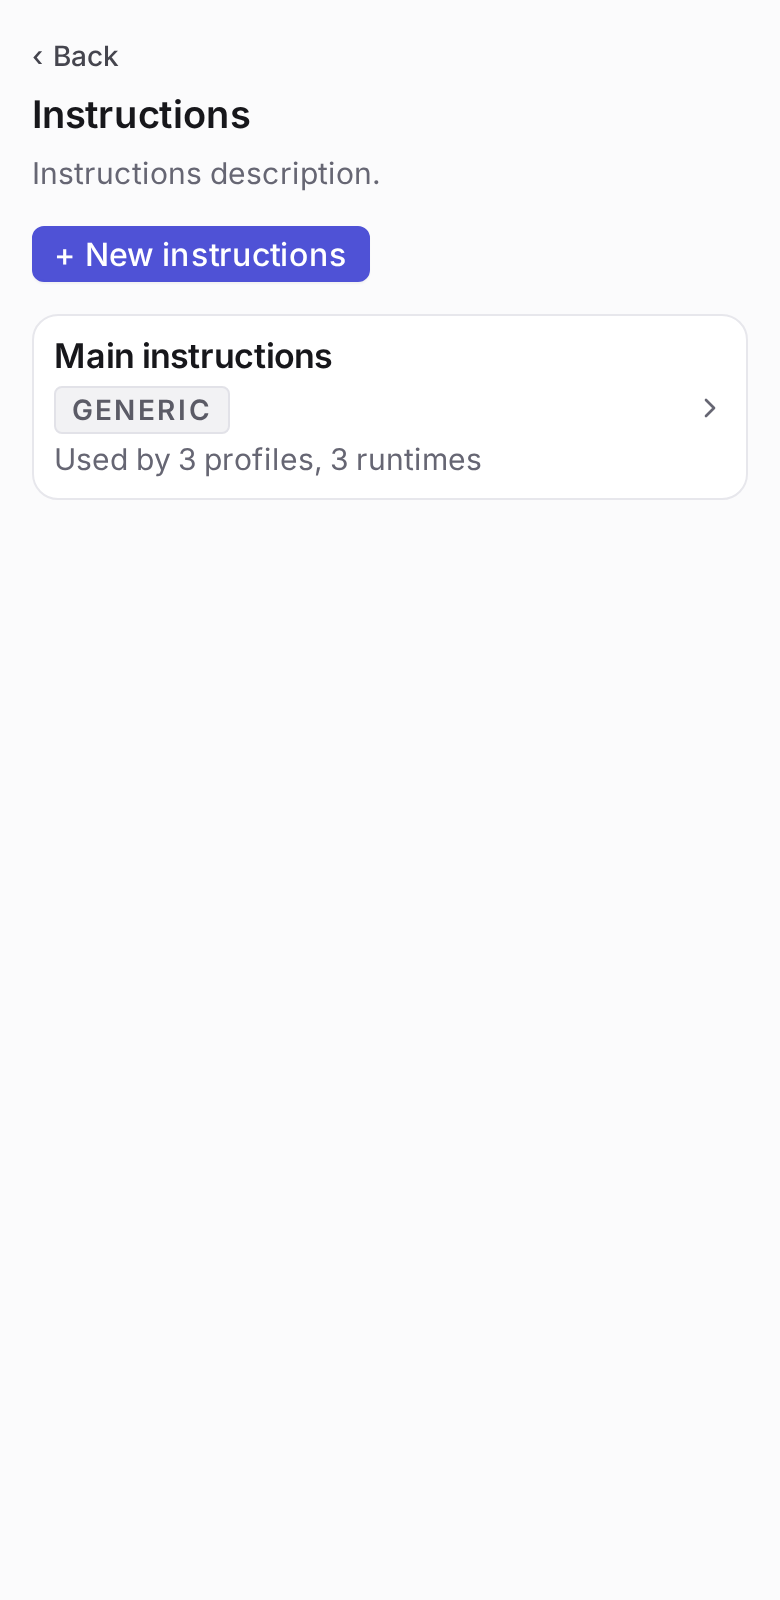 ‹ Back
Instructions
Instructions description.
+ New instructions
Main instructions
GENERIC
Used by 3 profiles, 3 runtimes